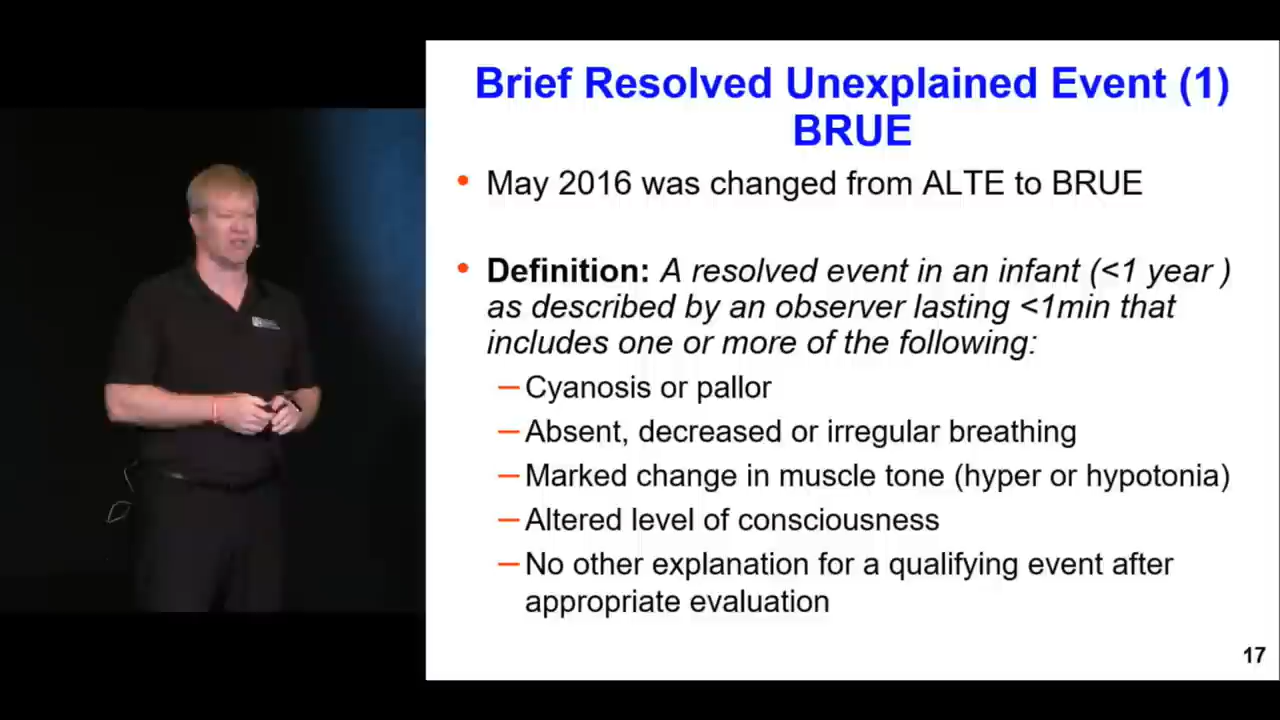 Brief Resolved Unexplained Event (1)
BRUE
• May 2016 was changed from ALTE to BRUE
• Definition: A resolved event in an infant (<1 year )
as described by an observer lasting <1min that
includes one or more of the following:
– Cyanosis or pallor
– Absent, decreased or irregular breathing
– Marked change in muscle tone (hyper or hypotonia)
– Altered level of consciousness
– No other explanation for a qualifying event after
appropriate evaluation
17